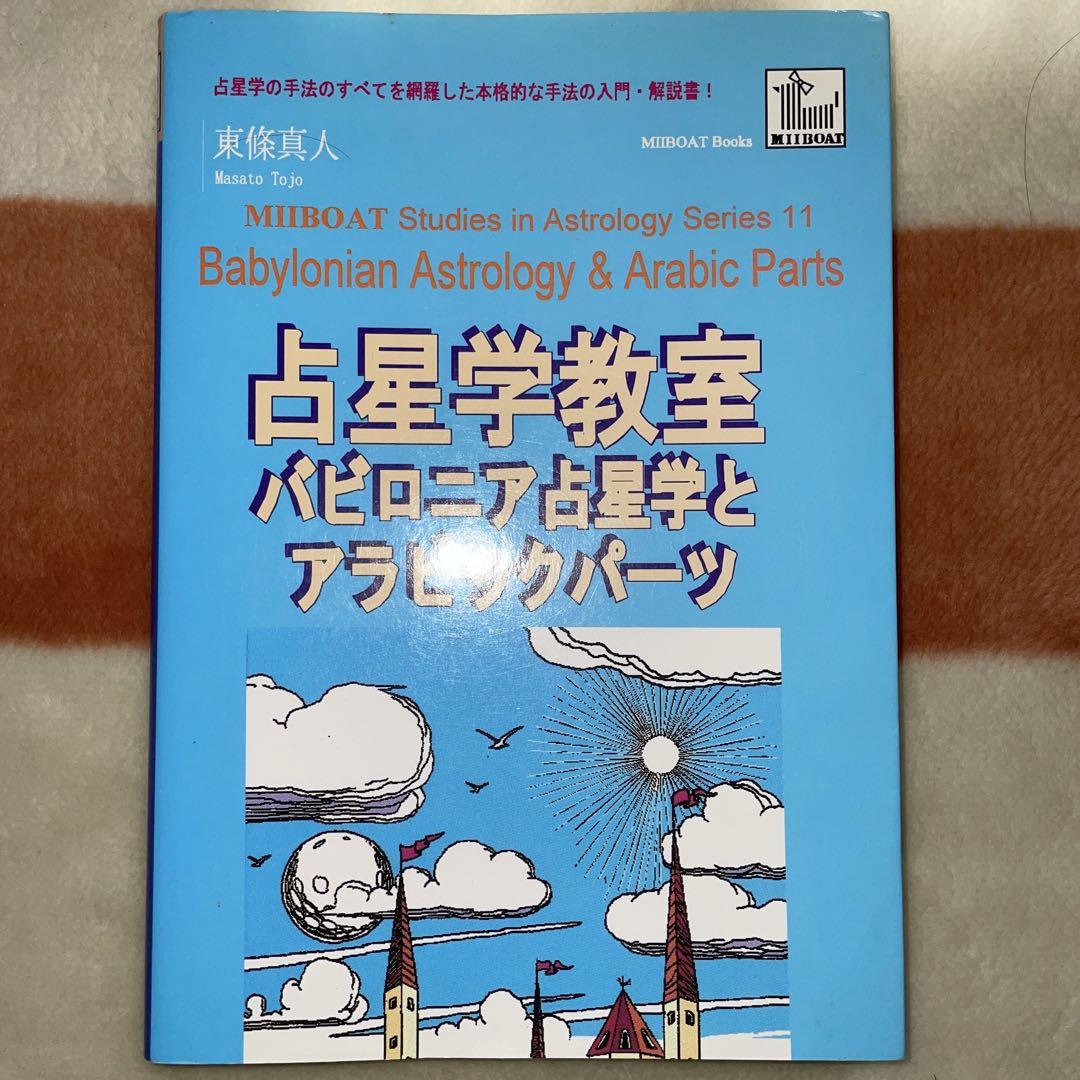 占星学の手法のすべてを網羅した本格的な手法の入門・解説書！
東條真人
Masato Tojo
MIIBOAT Books
MIIBOAT
MIIBOAT Studies in Astrology Series 11
Babylonian Astrology & Arabic Parts
占星学教室
バビロニア占星学と
アラビックパーツ